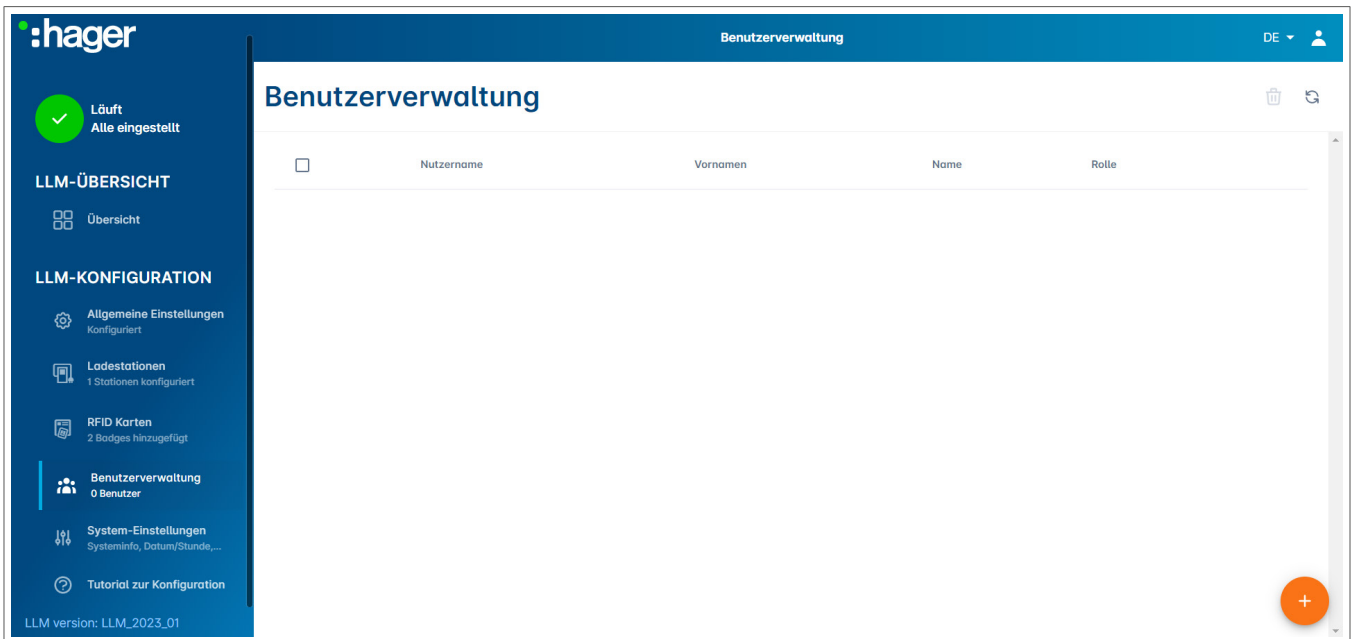 hager
Benutzerverwaltung
DE
Läuft
Alle eingestellt
LLM-ÜBERSICHT
Übersicht
LLM-KONFIGURATION
Allgemeine Einstellungen
Konfiguriert
Ladestationen
1 Stationen konfiguriert
RFID Karten
2 Badges hinzugefügt
Benutzerverwaltung
0 Benutzer
System-Einstellungen
Systeminfo, Datum/Stunde,...
Tutorial zur Konfiguration
LLM version: LLM_2023_01
Benutzerverwaltung
Nutzername Vornamen Name Rolle